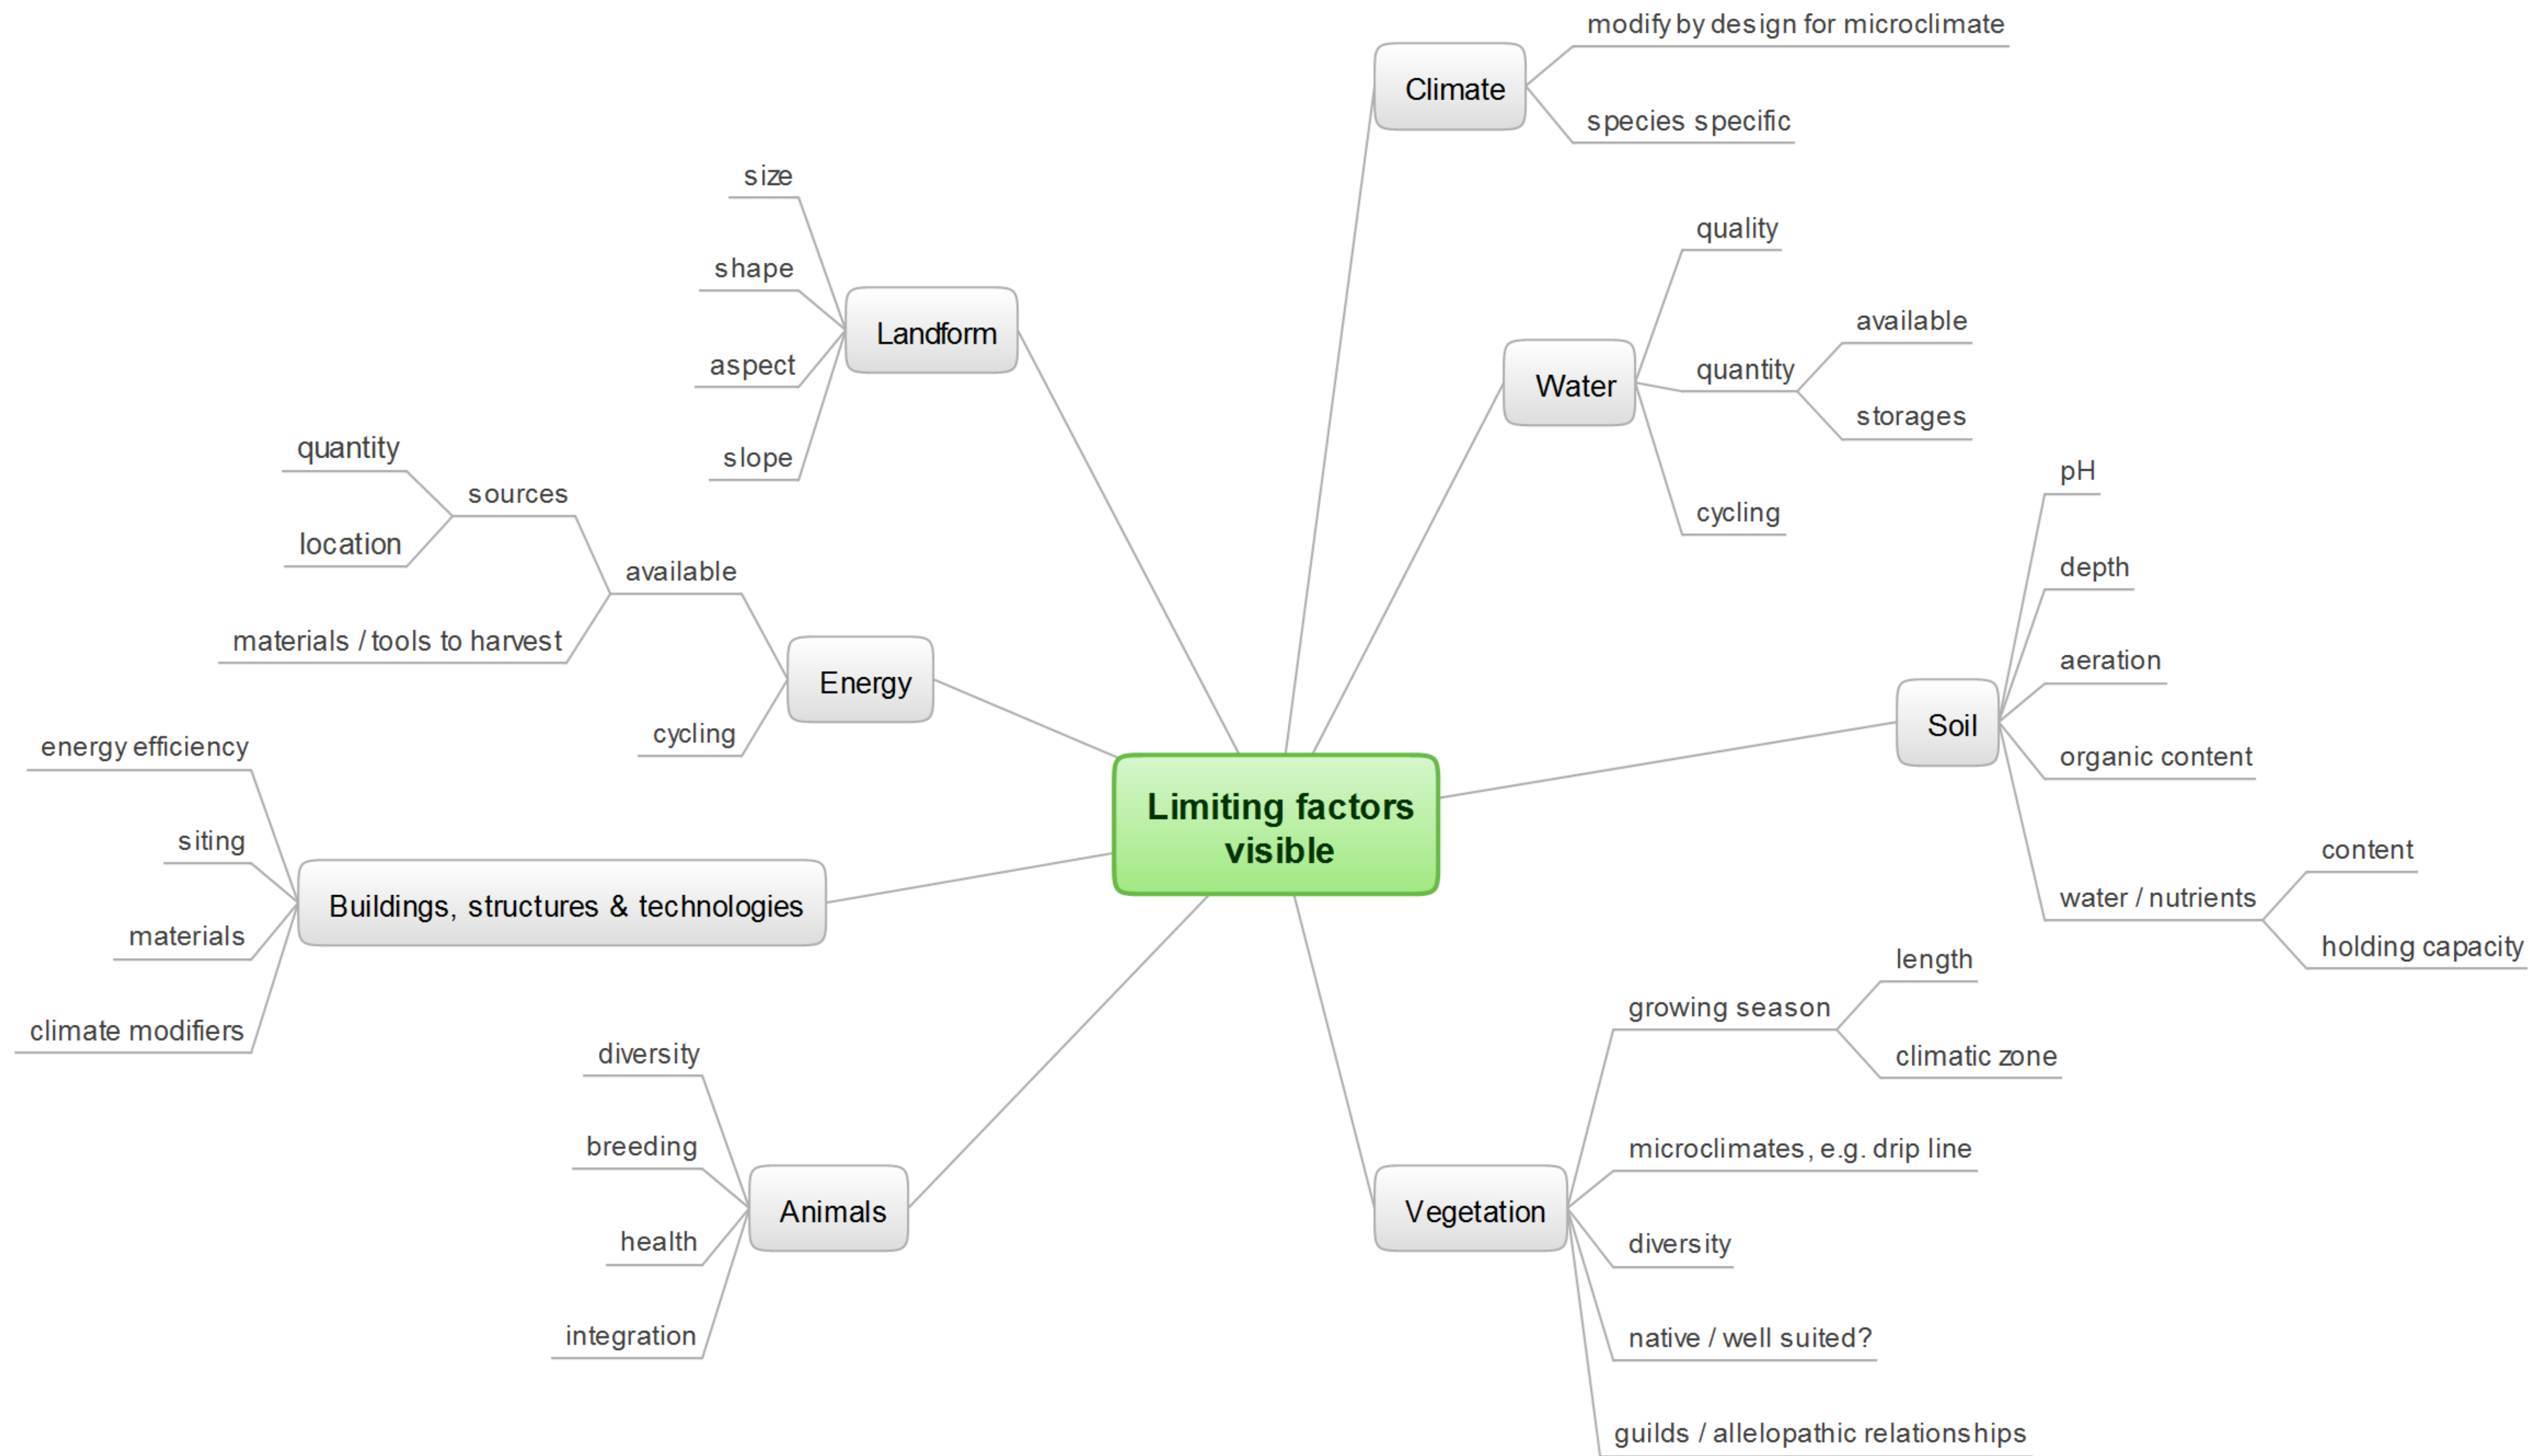 Limiting factors
visible
Climate
modify by design for microclimate
species specific
Water
quality
quantity
available
storages
cycling
Soil
pH
depth
aeration
organic content
water / nutrients
content
holding capacity
Vegetation
growing season
length
climatic zone
microclimates, e.g. drip line
diversity
native / well suited?
guilds / allelopathic relationships
Animals
diversity
breeding
health
integration
Buildings, structures & technologies
energy efficiency
siting
materials
climate modifiers
Energy
available
sources
quantity
location
materials / tools to harvest
cycling
Landform
size
shape
aspect
slope